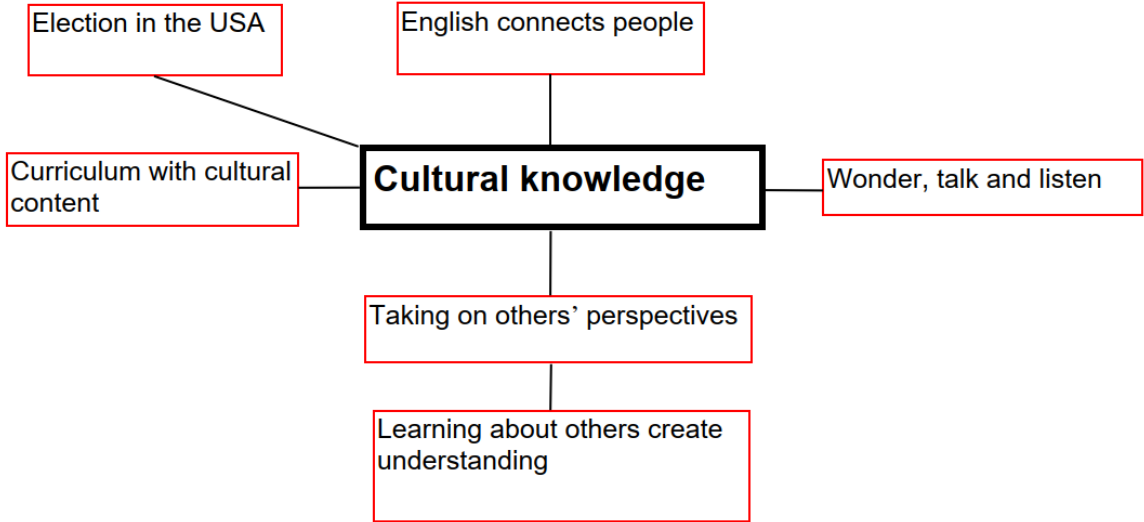 Election in the USA
English connects people
Curriculum with cultural
content
Cultural knowledge
Wonder, talk and listen
Taking on others’ perspectives
Learning about others create
understanding